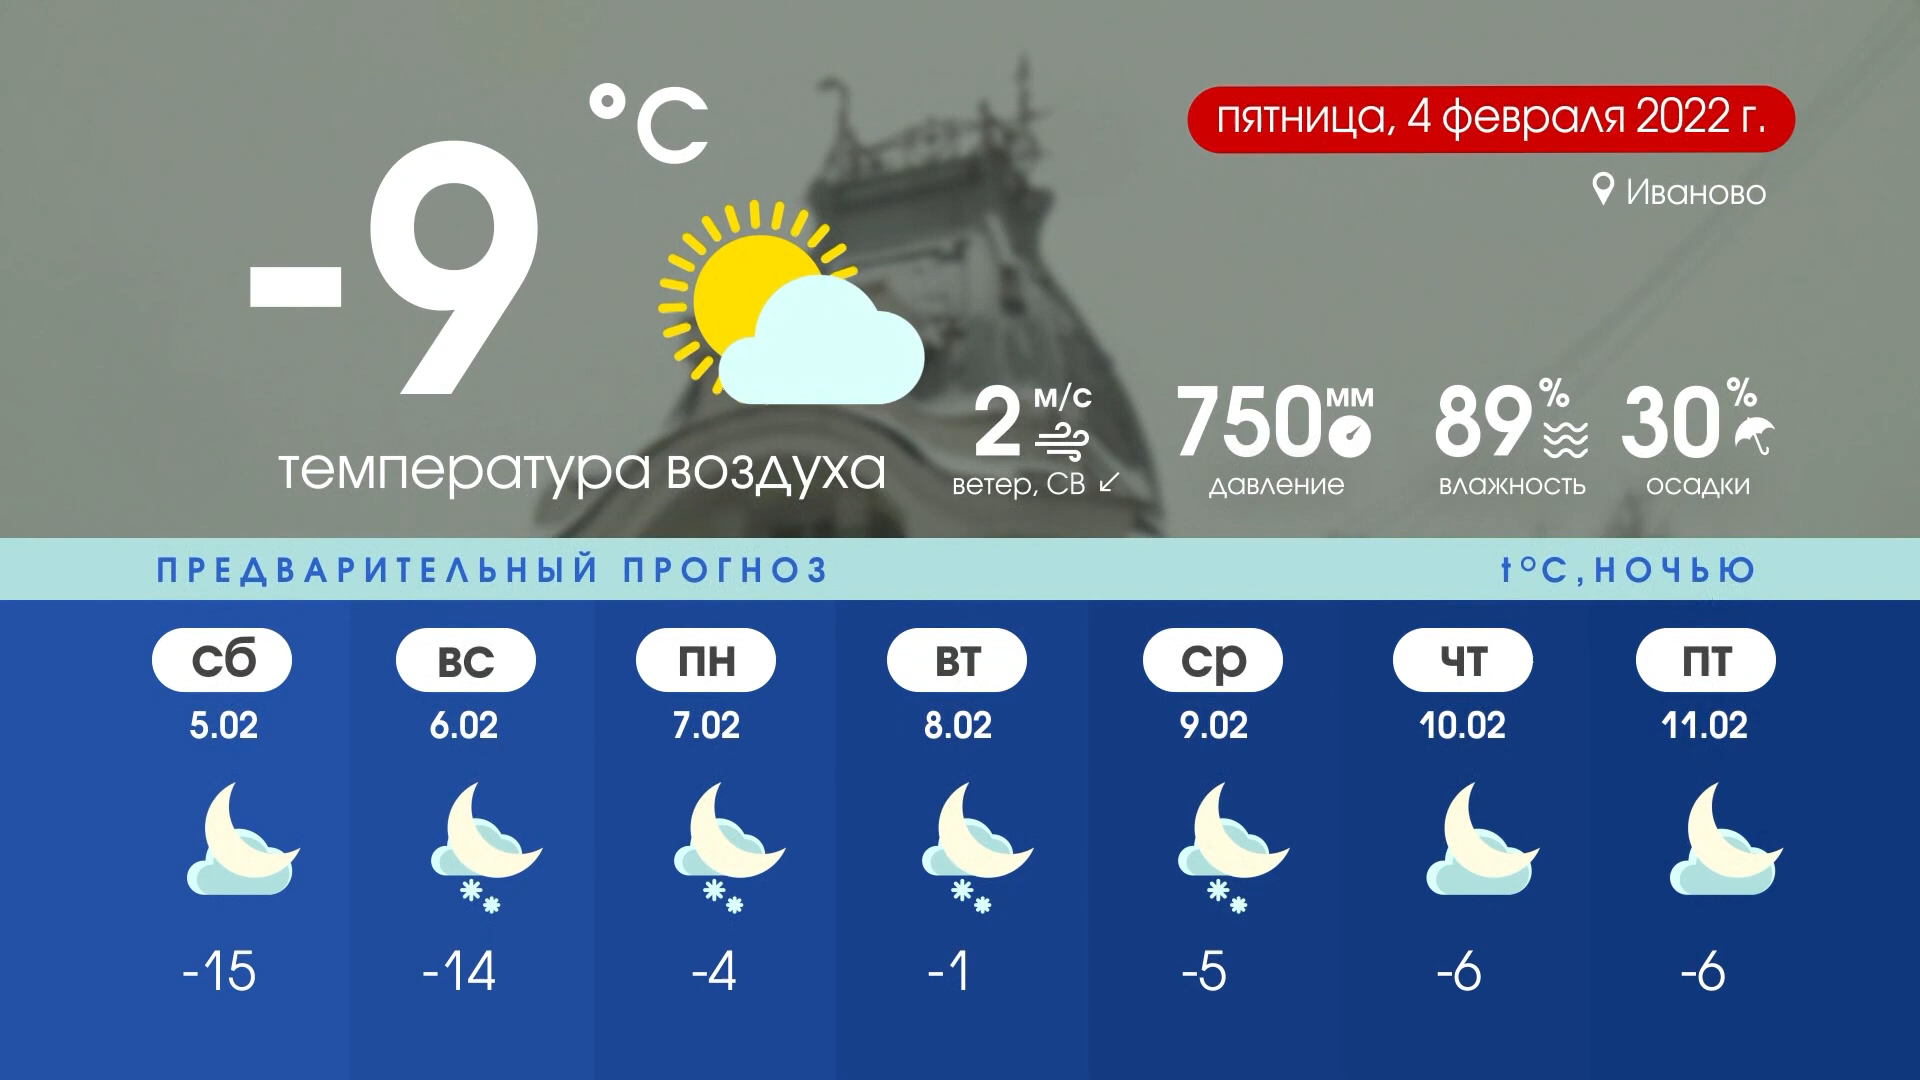 -9 °C
температура воздуха
пятница, 4 февраля 2022 г.
Иваново
2 м/с
ветер, СВ ↙
750 мм
давление
89 %
влажность
30 %
осадки
ПРЕДВАРИТЕЛЬНЫЙ ПРОГНОЗ
t°C, НОЧЬЮ
сб вс пн вт ср чт пт
5.02 6.02 7.02 8.02 9.02 10.02 11.02
-15 -14 -4 -1 -5 -6 -6